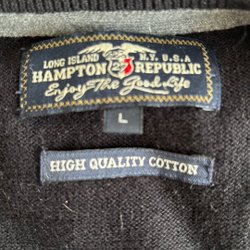 LONG ISLAND N.Y. U.S.A
HAMPTON REPUBLIC
Enjoy The Good Life
L
HIGH QUALITY COTTON